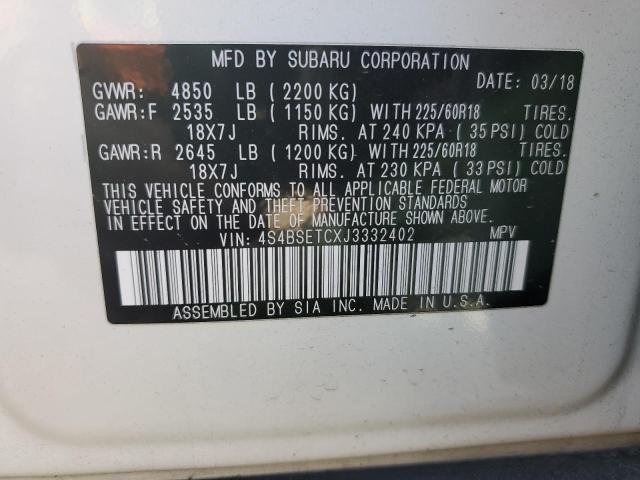 MFD BY SUBARU CORPORATION
DATE: 03/18
GVWR: 4850 LB (2200 KG)
GAWR:F 2535 LB (1150 KG) WITH 225/60R18 TIRES.
18X7J RIMS. AT 240 KPA (35 PSI) COLD
GAWR:R 2645 LB (1200 KG) WITH 225/60R18 TIRES.
18X7J RIMS. AT 230 KPA (33 PSI) COLD
THIS VEHICLE CONFORMS TO ALL APPLICABLE FEDERAL MOTOR
VEHICLE SAFETY AND THEFT PREVENTION STANDARDS
IN EFFECT ON THE DATE OF MANUFACTURE SHOWN ABOVE.
VIN: 4S4BSETCXJ3332402 MPV
ASSEMBLED BY SIA INC. MADE IN U.S.A.